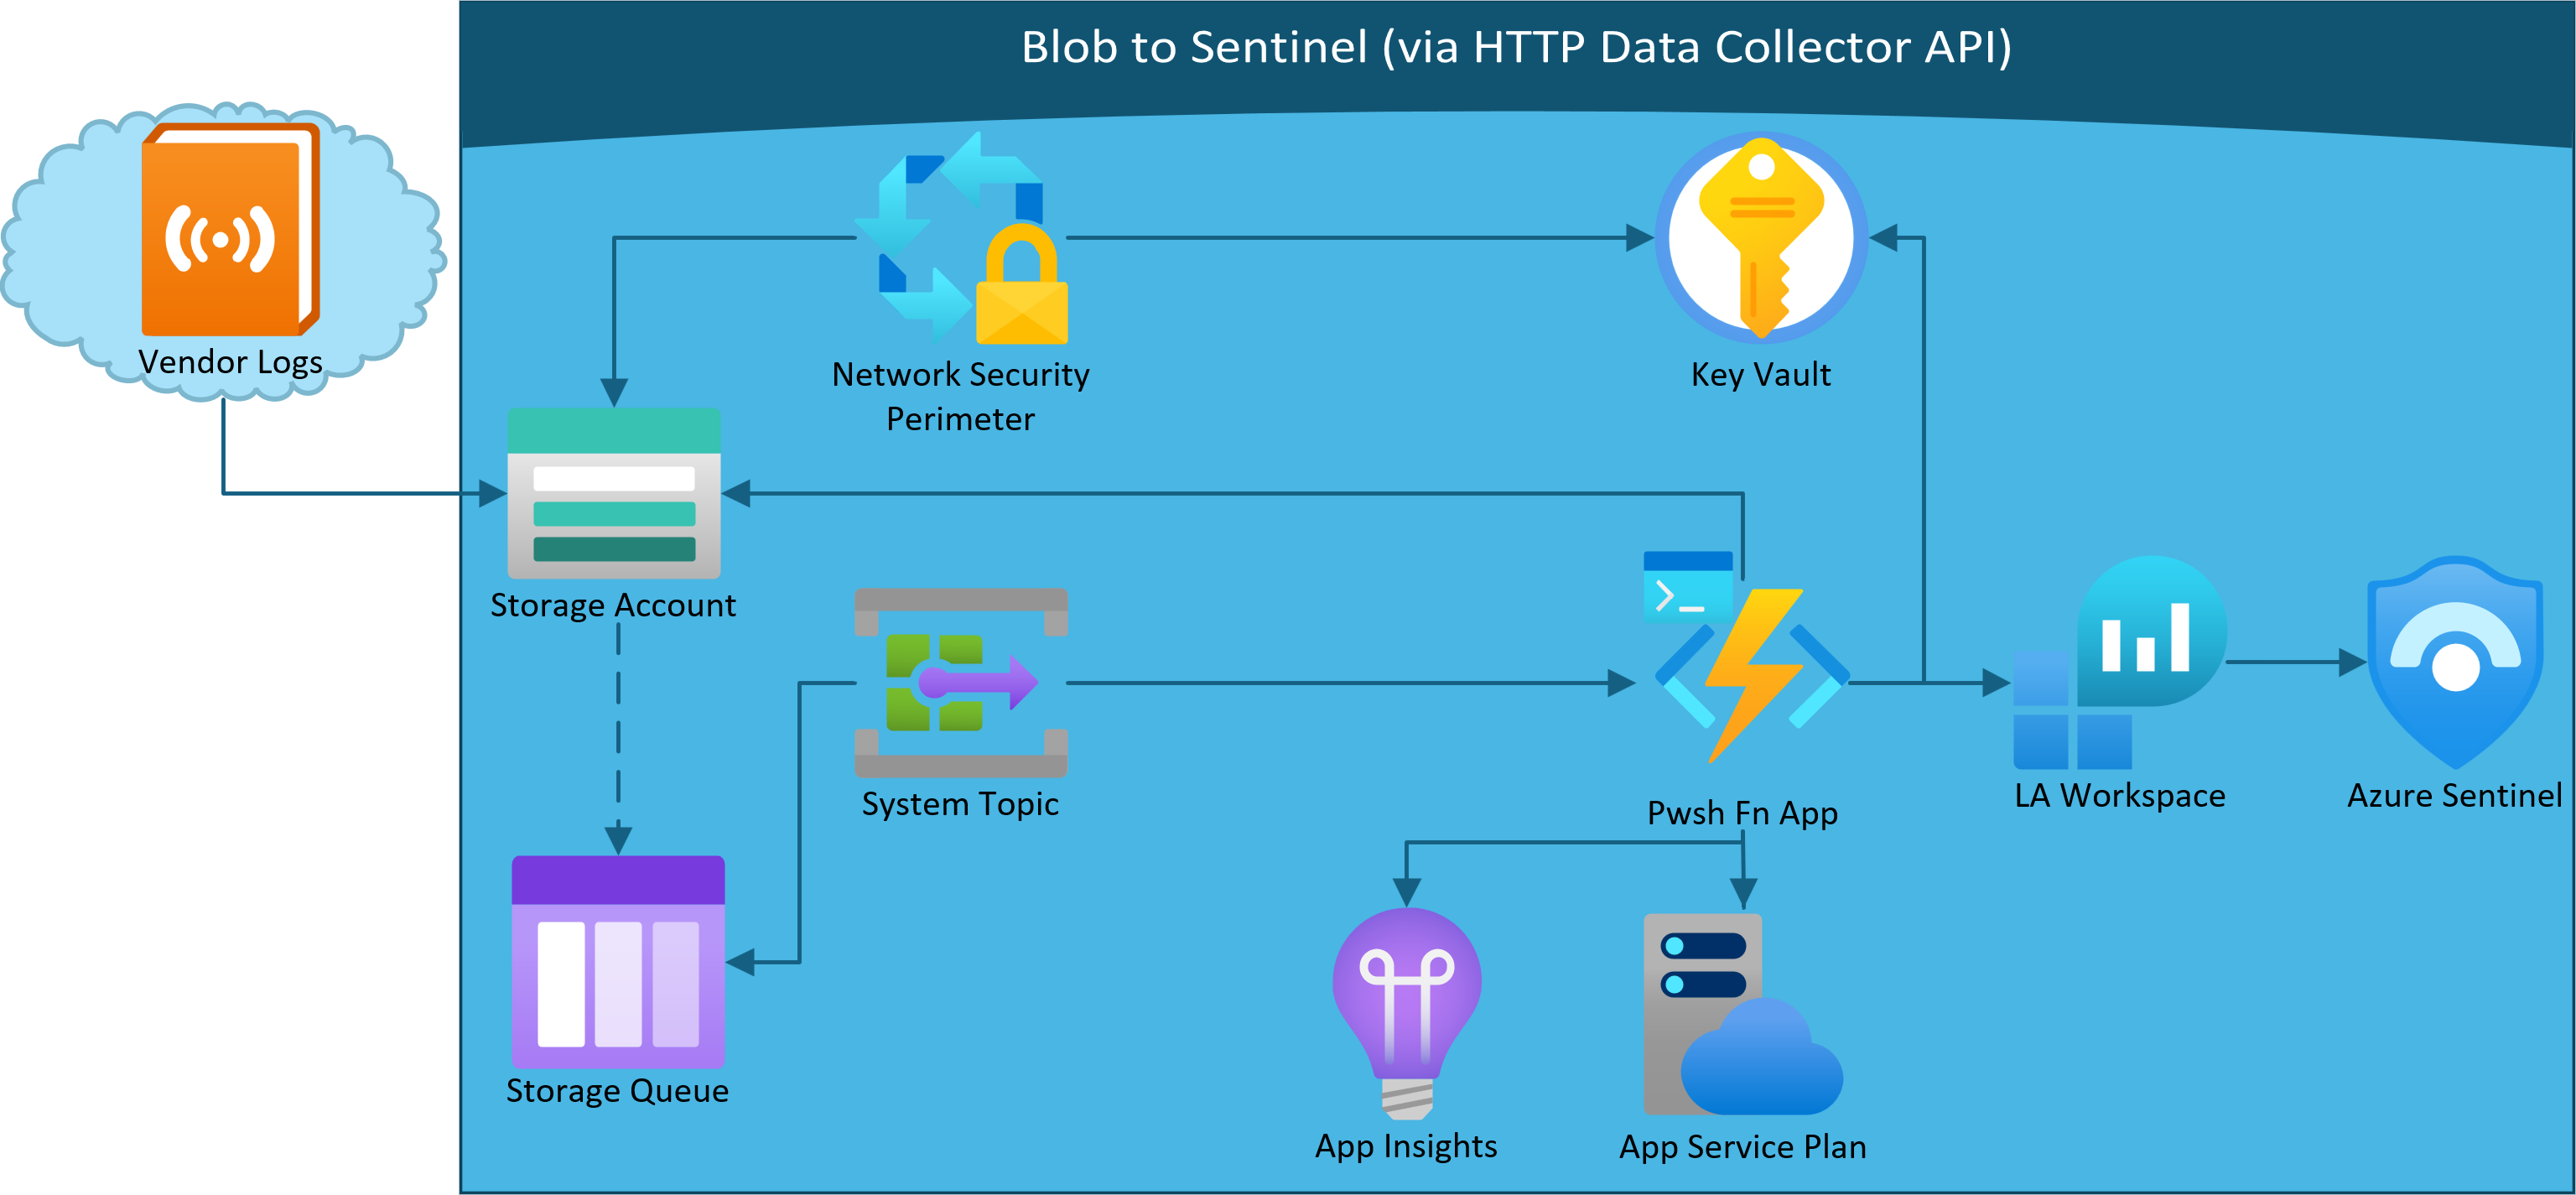 Blob to Sentinel (via HTTP Data Collector API)
Vendor Logs
Network Security
Perimeter
Key Vault
Storage Account
System Topic
Pwsh Fn App
LA Workspace
Azure Sentinel
Storage Queue
App Insights
App Service Plan